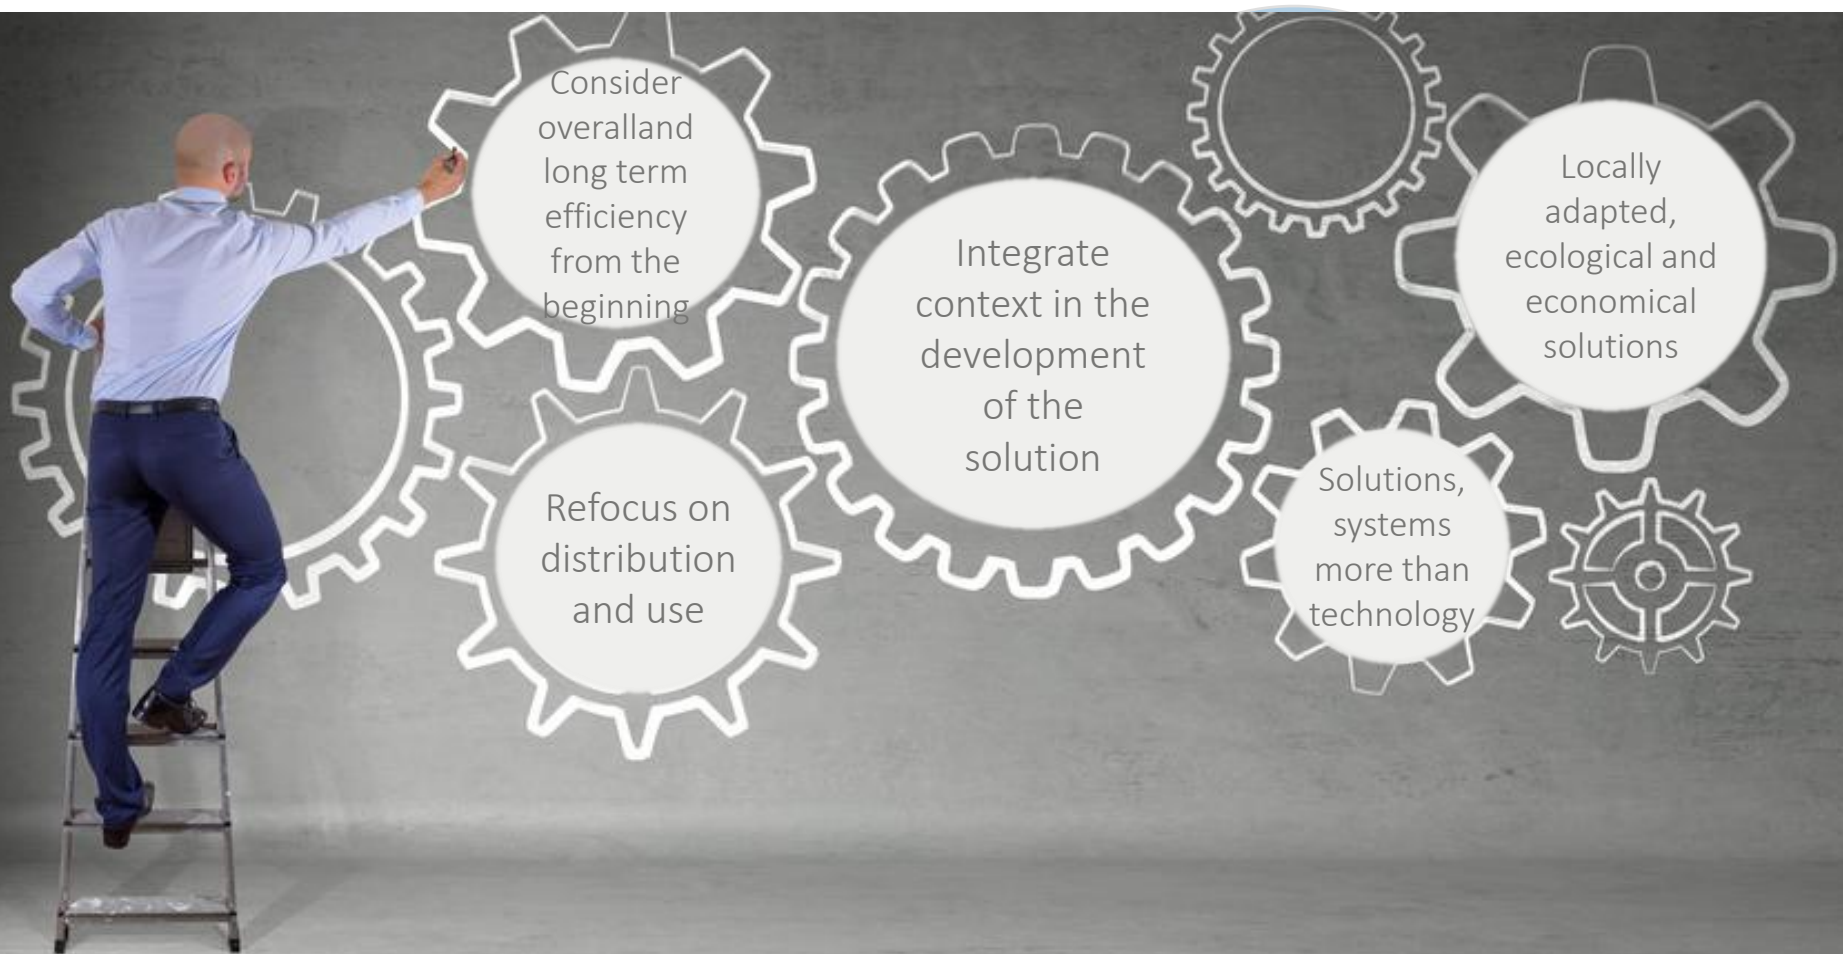 Consider
overalland
long term
efficiency
from the
beginning
Refocus on
distribution
and use
Integrate
context in the
development
of the
solution
Locally
adapted,
ecological and
economical
solutions
Solutions,
systems
more than
technology